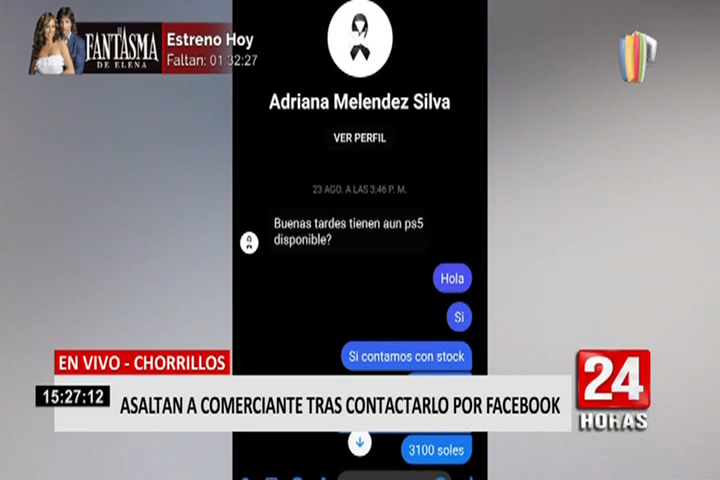 EL
FANTASMA
DE ELENA
Estreno Hoy
Faltan: 01:32:27
Adriana Melendez Silva
VER PERFIL
23 AGO. A LAS 3:46 P. M.
Buenas tardes tienen aun ps5
disponible?
Hola
Si
Si contamos con stock
EN VIVO - CHORRILLOS
15:27:12
ASALTAN A COMERCIANTE TRAS CONTACTARLO POR FACEBOOK
24
HORAS
3100 soles